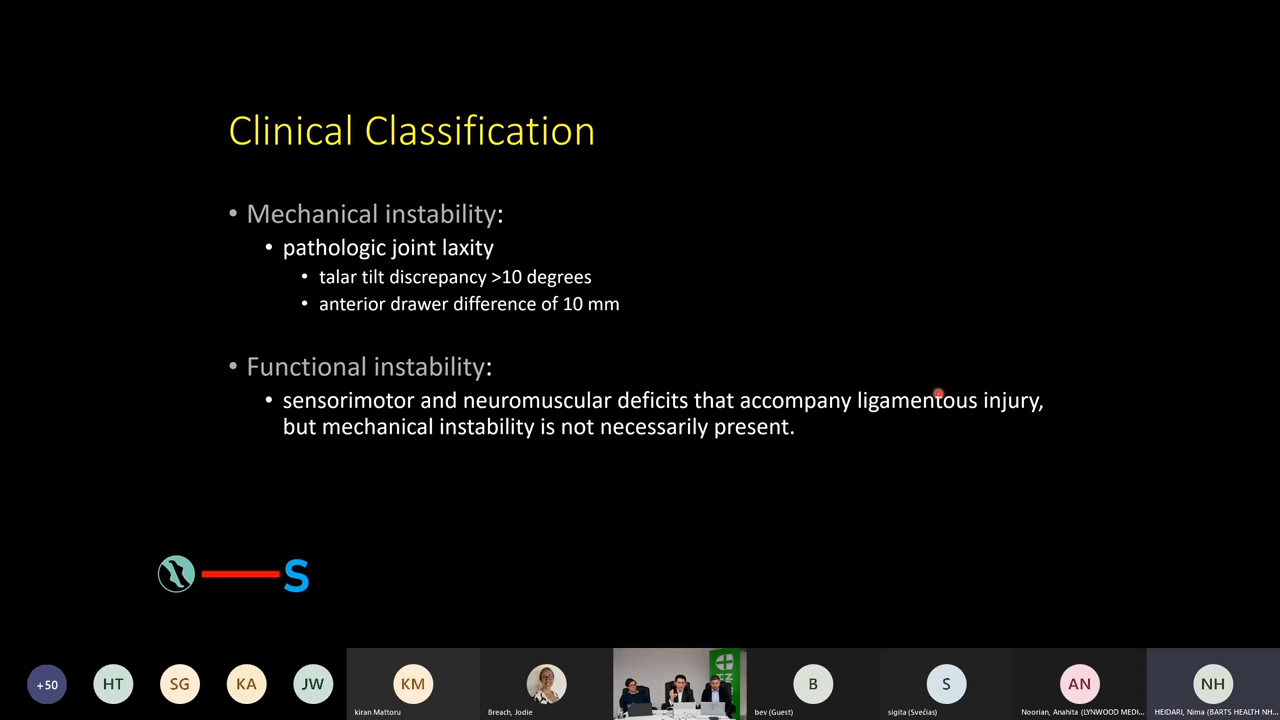 Clinical Classification
• Mechanical instability:
• pathologic joint laxity
• talar tilt discrepancy >10 degrees
• anterior drawer difference of 10 mm
• Functional instability:
• sensorimotor and neuromuscular deficits that accompany ligamentous injury,
but mechanical instability is not necessarily present.
S
+50 HT SG KA JW KM B S AN NH
kiran Mattoru Breach, Jodie bev (Guest) sigita (Svečias) Noorian, Anahita (LYNWOOD MEDI... HEIDARI, Nima (BARTS HEALTH NH...